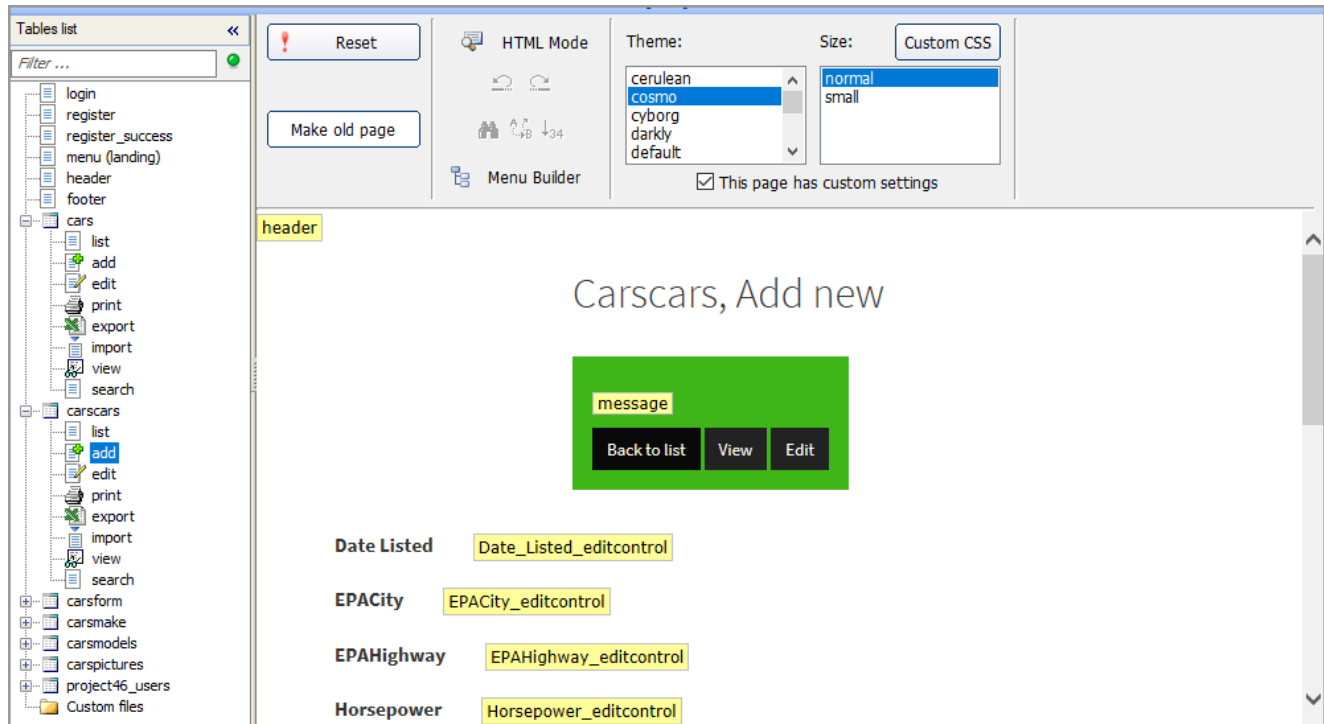 Tables list
«
Filter ...
login
register
register_success
menu (landing)
header
footer
cars
list
add
edit
print
export
import
view
search
carscars
list
add
edit
print
export
import
view
search
carsform
carsmake
carsmodels
carspictures
project46_users
Custom files
Reset
Make old page
HTML Mode
Menu Builder
Theme:
cerulean
cosmo
cyborg
darkly
default
Size:
Custom CSS
normal
small
This page has custom settings
header
Carscars, Add new
message
Back to list View Edit
Date Listed Date_Listed_editcontrol
EPACity EPACity_editcontrol
EPAHighway EPAHighway_editcontrol
Horsepower Horsepower_editcontrol